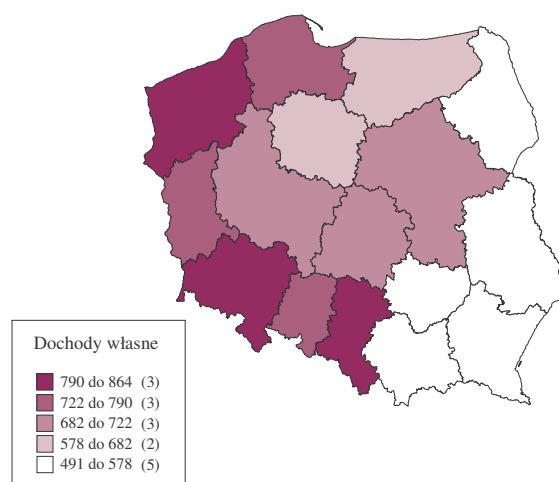 Dochody własne
790 do 864 (3)
722 do 790 (3)
682 do 722 (3)
578 do 682 (2)
491 do 578 (5)